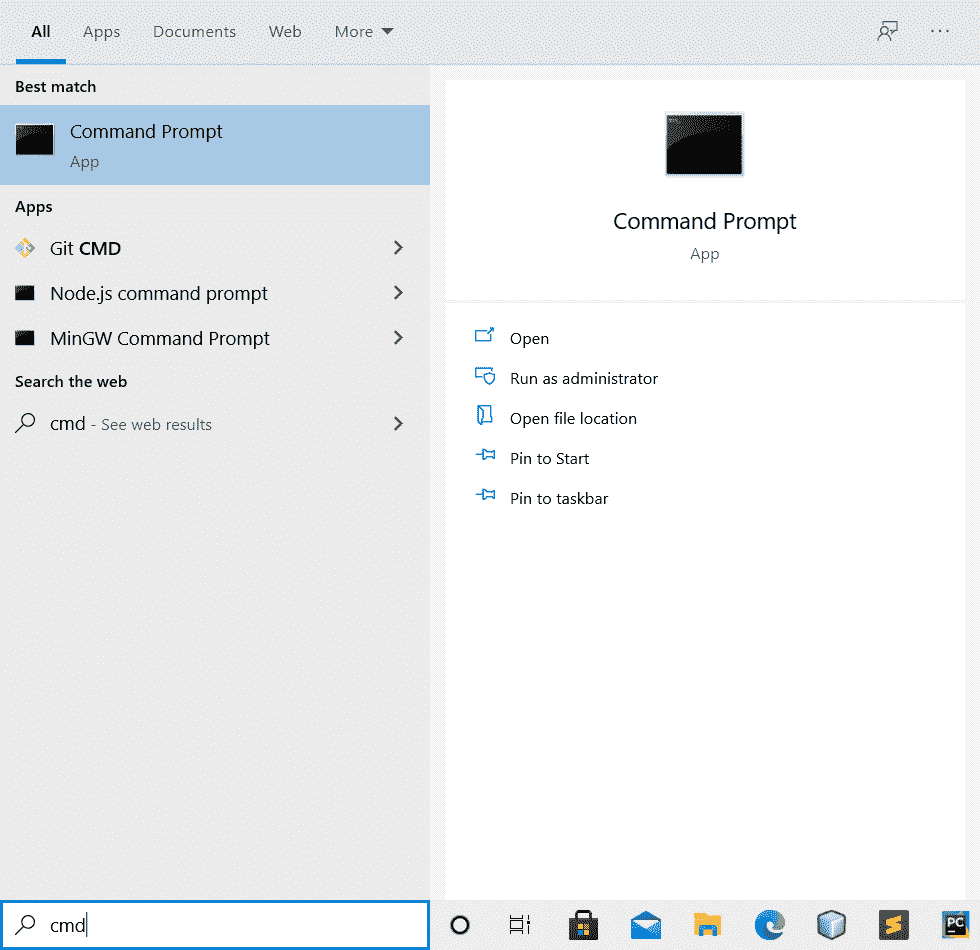 All Apps Documents Web More
Best match
Command Prompt
App
Apps
Git CMD
Node.js command prompt
MinGW Command Prompt
Search the web
cmd - See web results
Command Prompt
App
Open
Run as administrator
Open file location
Pin to Start
Pin to taskbar
cmd
PC